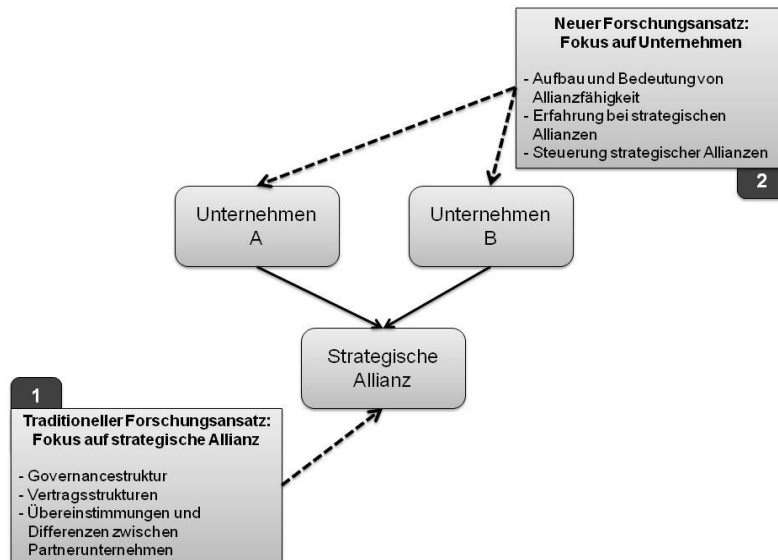 Neuer Forschungsansatz:
Fokus auf Unternehmen
- Aufbau und Bedeutung von
Allianzfähigkeit
- Erfahrung bei strategischen
Allianzen
- Steuerung strategischer Allianzen
2
Unternehmen
A
Unternehmen
B
Strategische
Allianz
1
Traditioneller Forschungsansatz:
Fokus auf strategische Allianz
- Governancestruktur
- Vertragsstrukturen
- Übereinstimmungen und
Differenzen zwischen
Partnerunternehmen